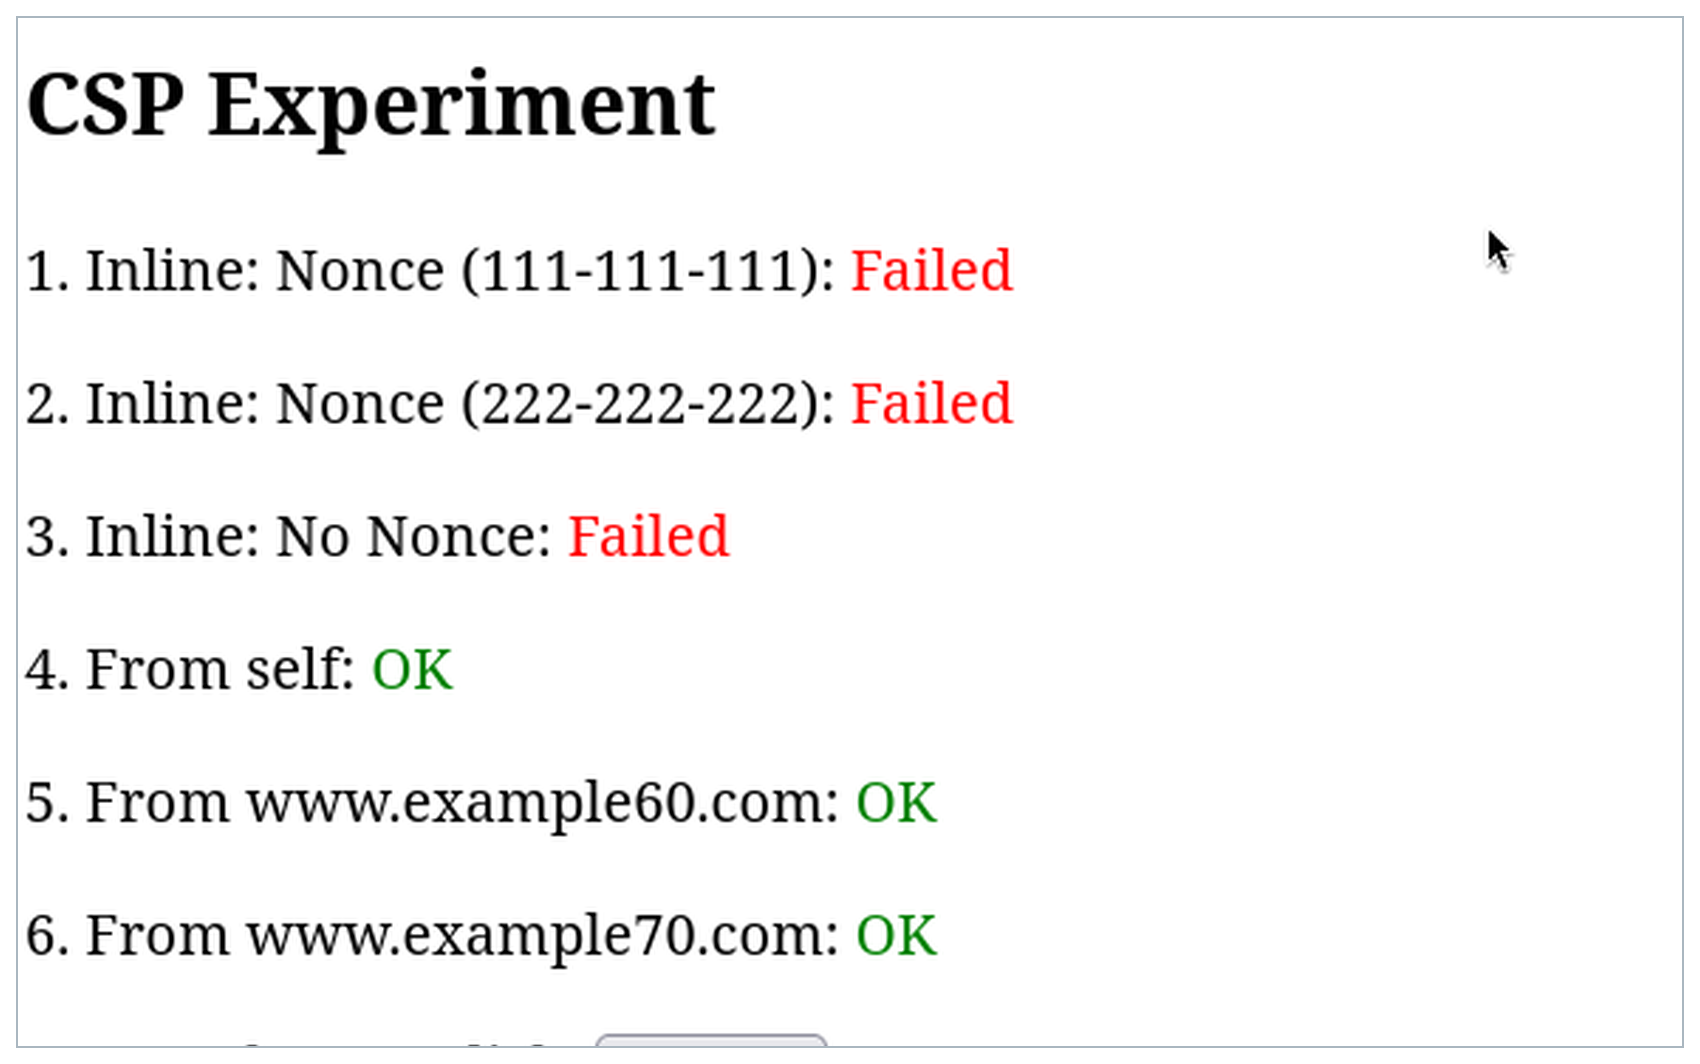 CSP Experiment
1. Inline: Nonce (111-111-111): Failed
2. Inline: Nonce (222-222-222): Failed
3. Inline: No Nonce: Failed
4. From self: OK
5. From www.example60.com: OK
6. From www.example70.com: OK